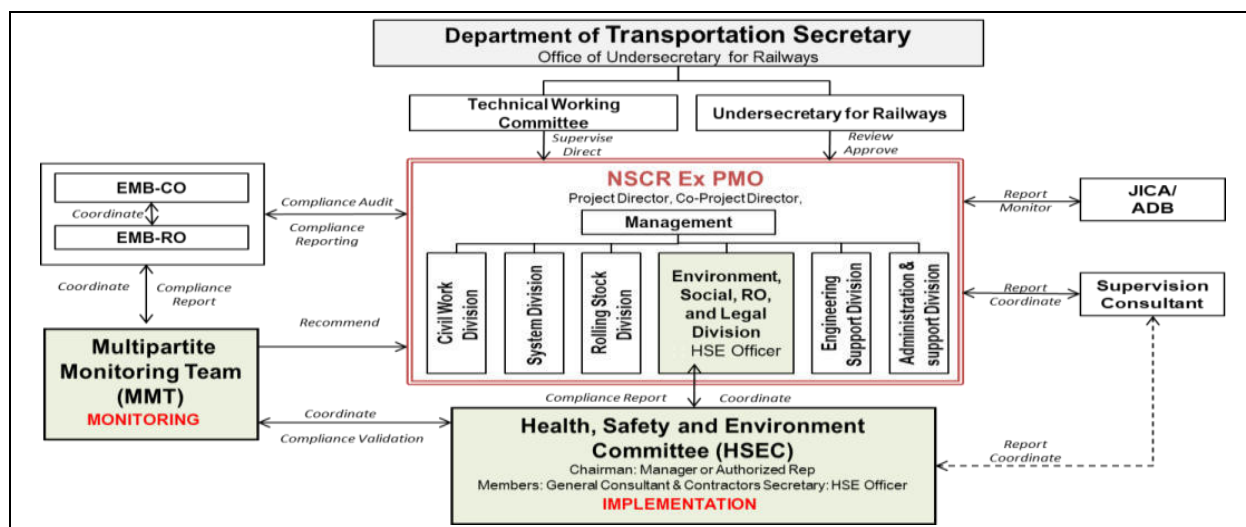 Department of Transportation Secretary
Office of Undersecretary for Railways
Technical Working
Committee
Undersecretary for Railways
Supervise
Direct
Review
Approve
EMB-CO
Coordinate
EMB-RO
Compliance Audit
Compliance
Reporting
NSCR Ex PMO
Project Director, Co-Project Director,
Management
Civil Work
Division
System Division
Rolling Stock
Division
Environment,
Social, RO,
and Legal
Division
HSE Officer
Engineering
Support Division
Administration &
support Division
Report
Monitor
JICA/
ADB
Report
Coordinate
Supervision
Consultant
Coordinate
Compliance
Report
Recommend
Multipartite
Monitoring Team
(MMT)
MONITORING
Compliance Report
Coordinate
Coordinate
Compliance Validation
Health, Safety and Environment
Committee (HSEC)
Chairman: Manager or Authorized Rep
Members: General Consultant & Contractors Secretary: HSE Officer
IMPLEMENTATION
Report
Coordinate